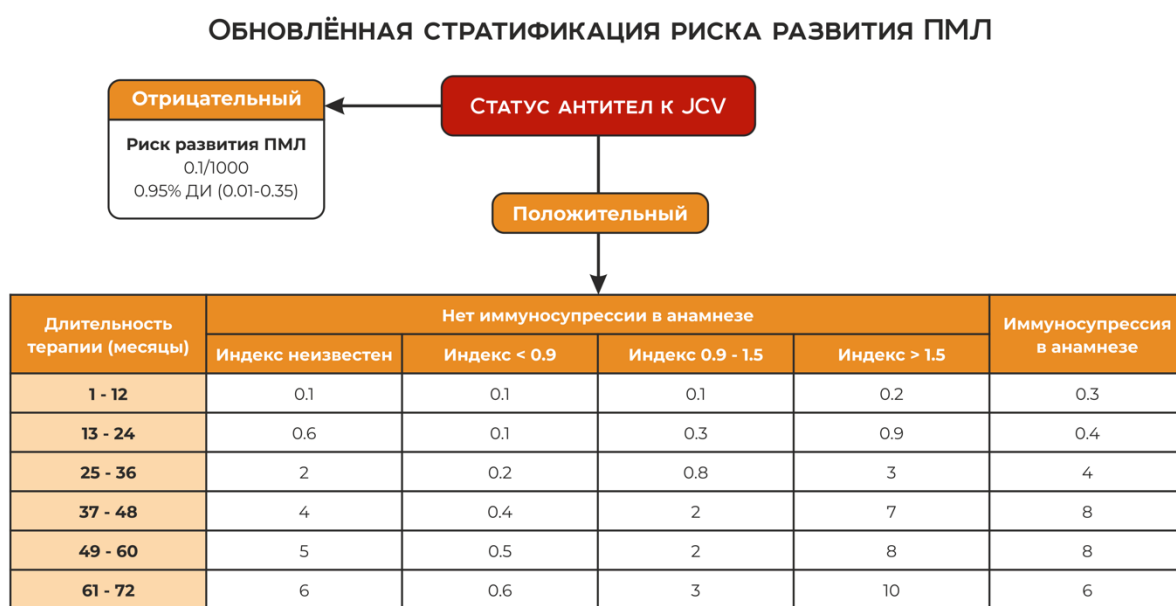 Обновлённая стратификация риска развития ПМЛ
Статус антител к JCV
Отрицательный
Риск развития ПМЛ
0.1/1000
0.95% ДИ (0.01-0.35)
Положительный
Длительность терапии (месяцы) Нет иммуносупрессии в анамнезе Иммуносупрессия в анамнезе
Индекс неизвестен Индекс < 0.9 Индекс 0.9 - 1.5 Индекс > 1.5
1 - 12 0.1 0.1 0.1 0.2 0.3
13 - 24 0.6 0.1 0.3 0.9 0.4
25 - 36 2 0.2 0.8 3 4
37 - 48 4 0.4 2 7 8
49 - 60 5 0.5 2 8 8
61 - 72 6 0.6 3 10 6